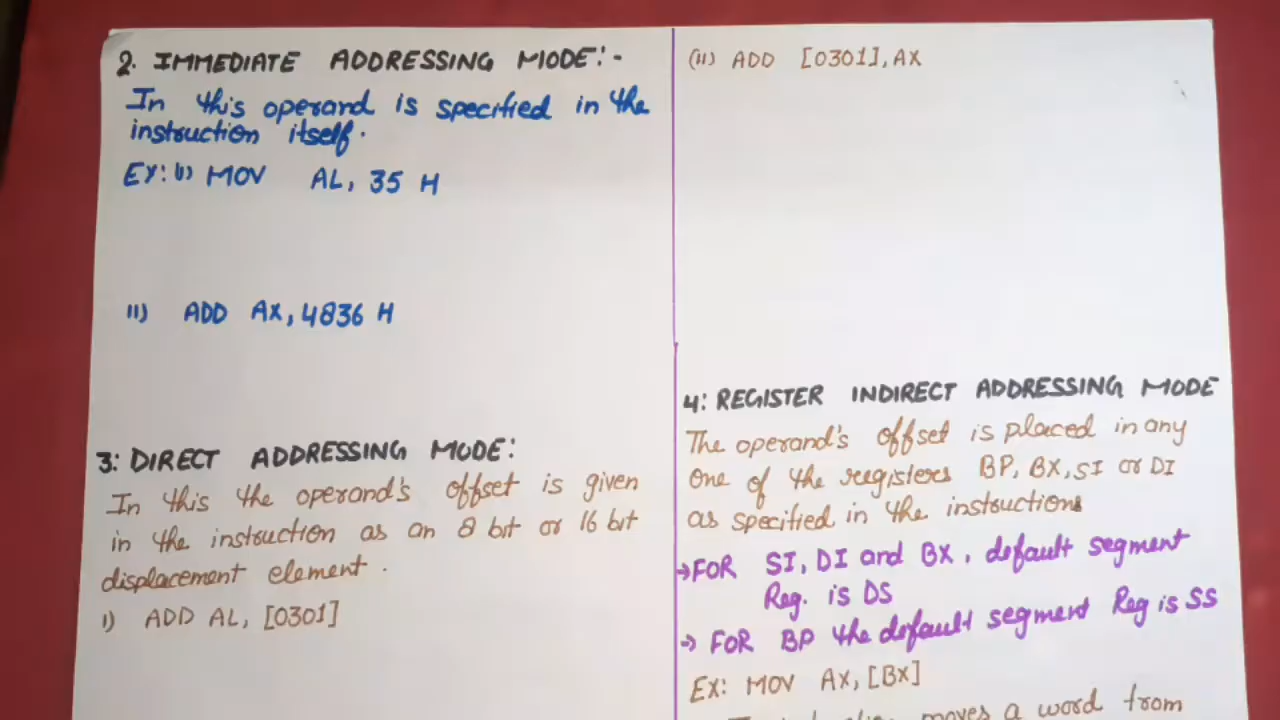 2. IMMEDIATE ADDRESSING MODE:-
In this operand is specified in the
instruction itself.
Ex: i) MOV AL, 35 H
ii) ADD AX, 4836 H
3: DIRECT ADDRESSING MODE:
In this the operand's offset is given
in the instruction as an 8 bit or 16 bit
displacement element.
i) ADD AL, [0301]
(ii) ADD [0301], AX
4: REGISTER INDIRECT ADDRESSING MODE
The operand's offset is placed in any
one of the registers BP, BX, SI or DI
as specified in the instructions
→FOR SI, DI and BX, default segment
Reg. is DS
→ FOR BP the default segment Reg is SS
Ex: MOV AX, [BX]
moves a word from